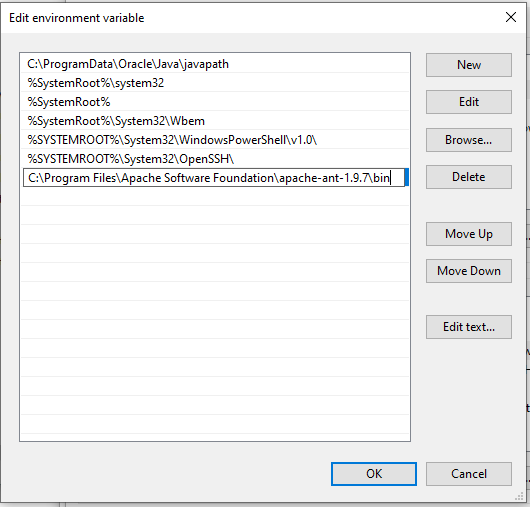 Edit environment variable
C:\ProgramData\Oracle\Java\javapath
%SystemRoot%\system32
%SystemRoot%
%SystemRoot%\System32\Wbem
%SYSTEMROOT%\System32\WindowsPowerShell\v1.0\
%SYSTEMROOT%\System32\OpenSSH\
C:\Program Files\Apache Software Foundation\apache-ant-1.9.7\bin
New
Edit
Browse...
Delete
Move Up
Move Down
Edit text...
OK
Cancel